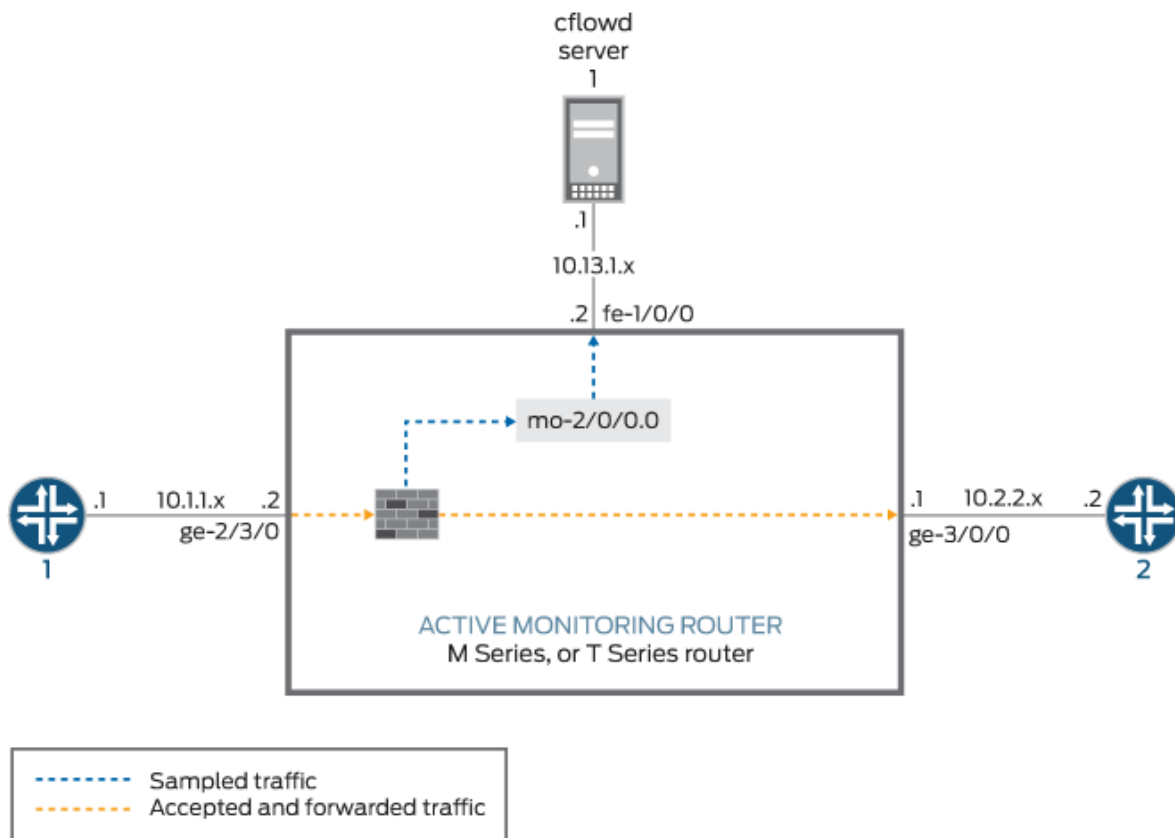 cflowd
server
1
.1
10.13.1.x
.2 fe-1/0/0
mo-2/0/0.0
.1 10.1.1.x .2
ge-2/3/0
1
.1 10.2.2.x .2
ge-3/0/0
2
ACTIVE MONITORING ROUTER
M Series, or T Series router
Sampled traffic
Accepted and forwarded traffic